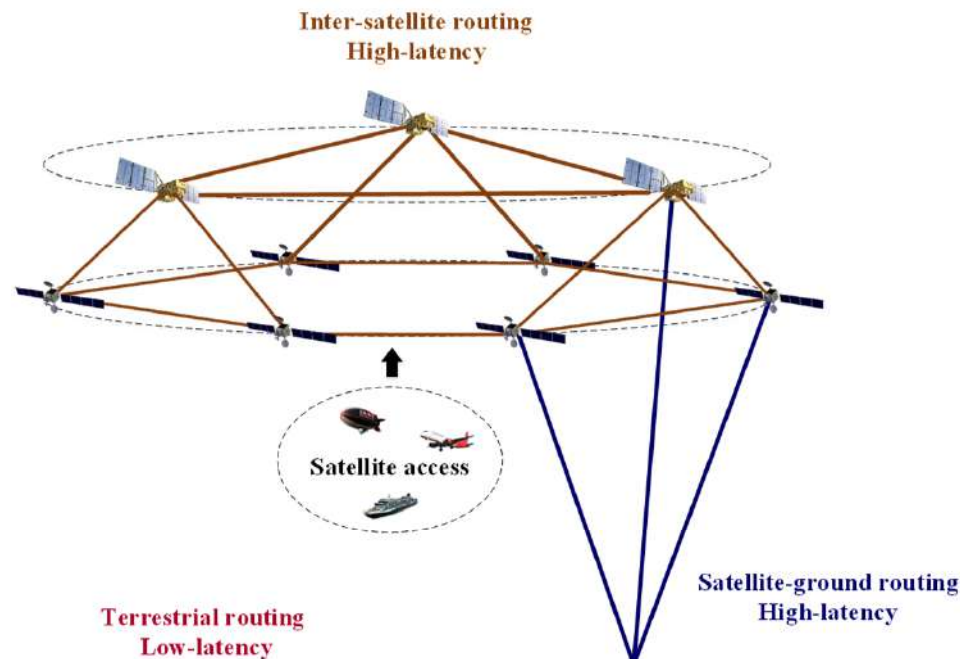 Inter-satellite routing
High-latency
Satellite access
Satellite-ground routing
High-latency
Terrestrial routing
Low-latency